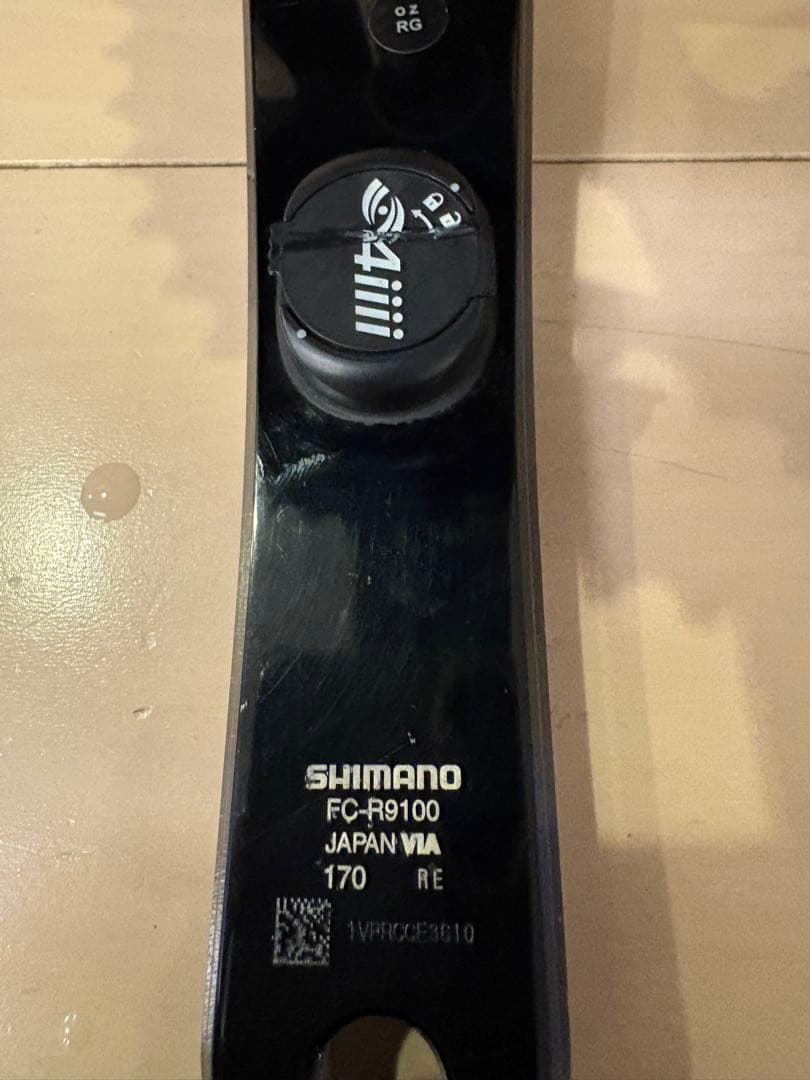 oz
RG
4iiii
SHIMANO
FC-R9100
JAPAN VIA
170 RE
1VPRCCE3610